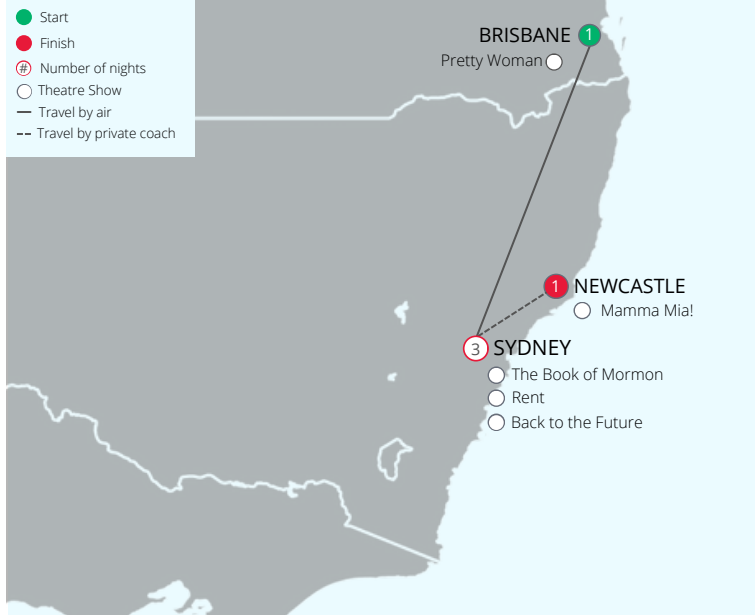 Start
Finish
# Number of nights
Theatre Show
Travel by air
Travel by private coach
BRISBANE 1
Pretty Woman
1 NEWCASTLE
Mamma Mia!
3 SYDNEY
The Book of Mormon
Rent
Back to the Future